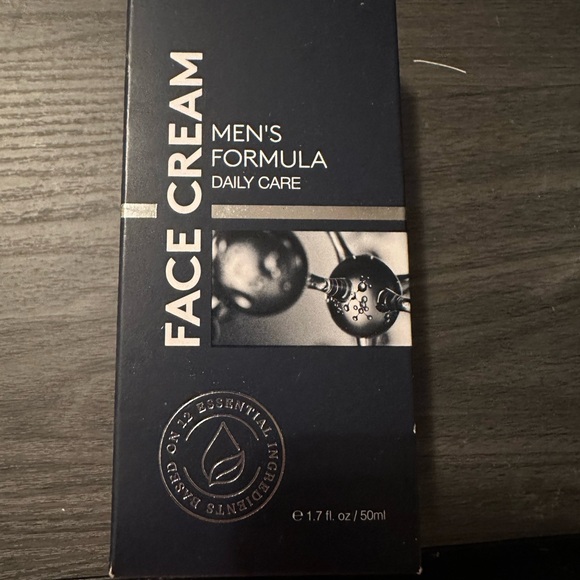 FACE CREAM
MEN'S
FORMULA
DAILY CARE
BASED ON 12 ESSENTIAL INGREDIENTS
℮ 1.7 fl. oz / 50ml